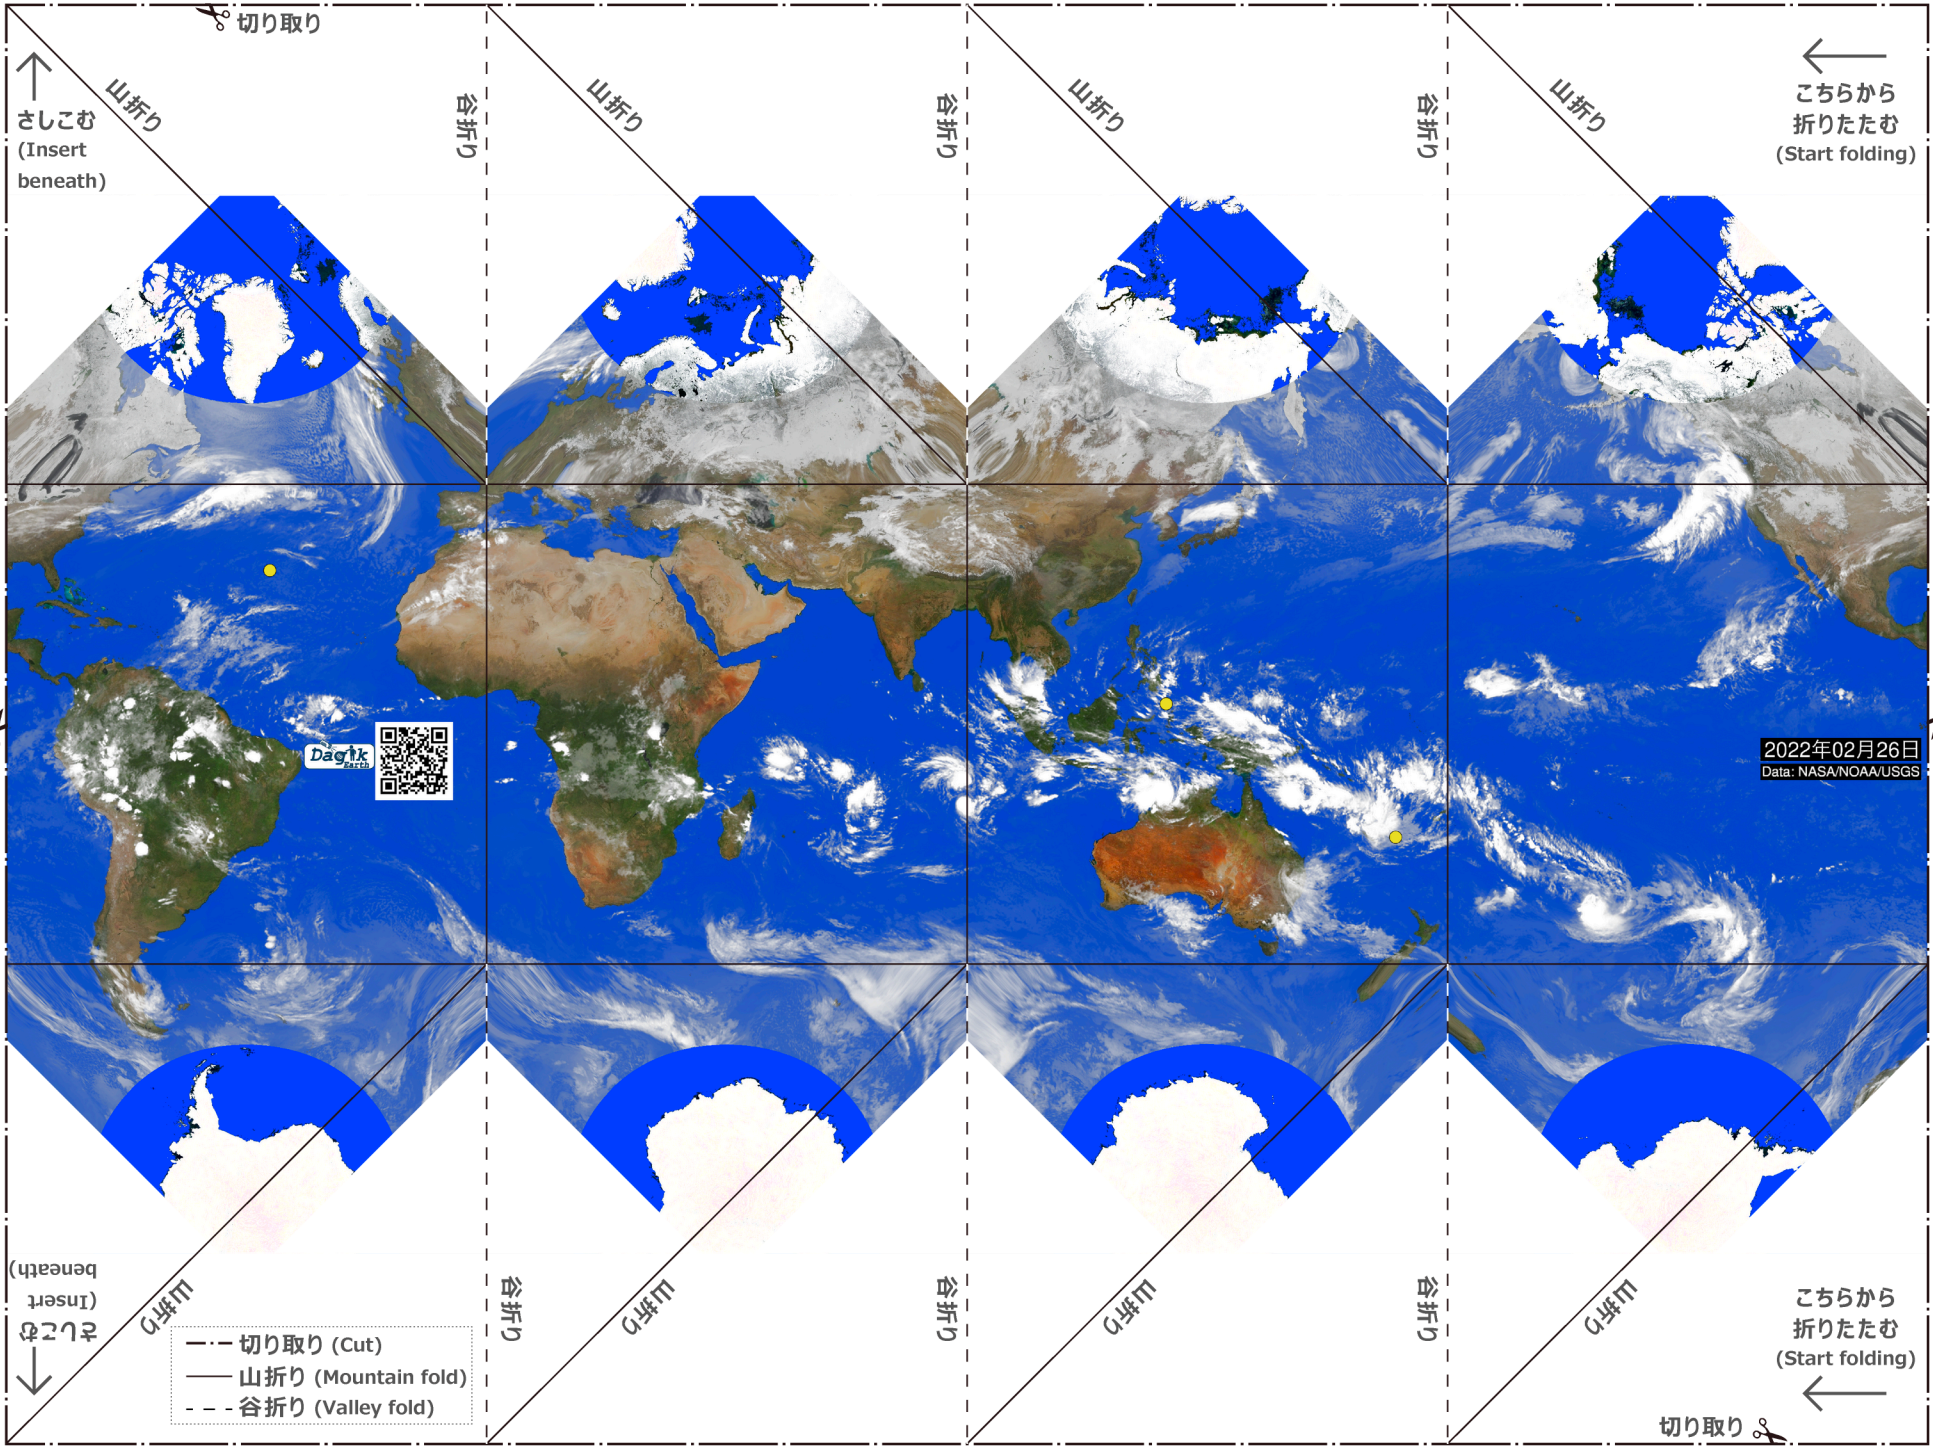 切り取り
山折り
谷折り
山折り
谷折り
山折り
谷折り
山折り
さしこむ
(Insert
beneath)
こちらから
折りたたむ
(Start folding)
Dagik
Earth
2022年02月26日
Data: NASA/NOAA/USGS
さしこむ
(Insert
beneath)
山折り
谷折り
山折り
谷折り
山折り
谷折り
山折り
切り取り (Cut)
山折り (Mountain fold)
谷折り (Valley fold)
こちらから
折りたたむ
(Start folding)
切り取り